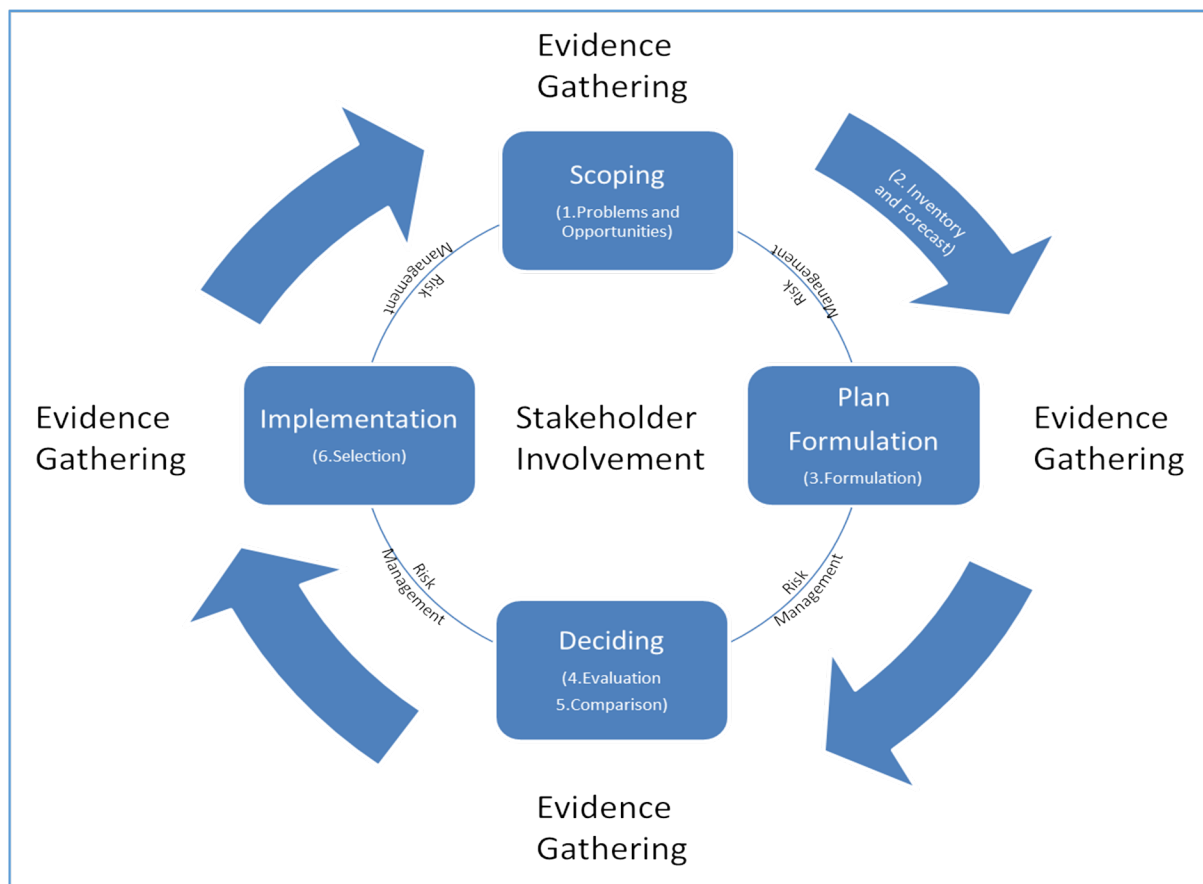 Evidence
Gathering
Scoping
(1.Problems and
Opportunities)
(2. Inventory
and Forecast)
Risk
Management
Risk
Management
Implementation
(6.Selection)
Stakeholder
Involvement
Plan
Formulation
(3.Formulation)
Evidence
Gathering
Evidence
Gathering
Risk
Management
Risk
Management
Deciding
(4.Evaluation
5.Comparison)
Evidence
Gathering